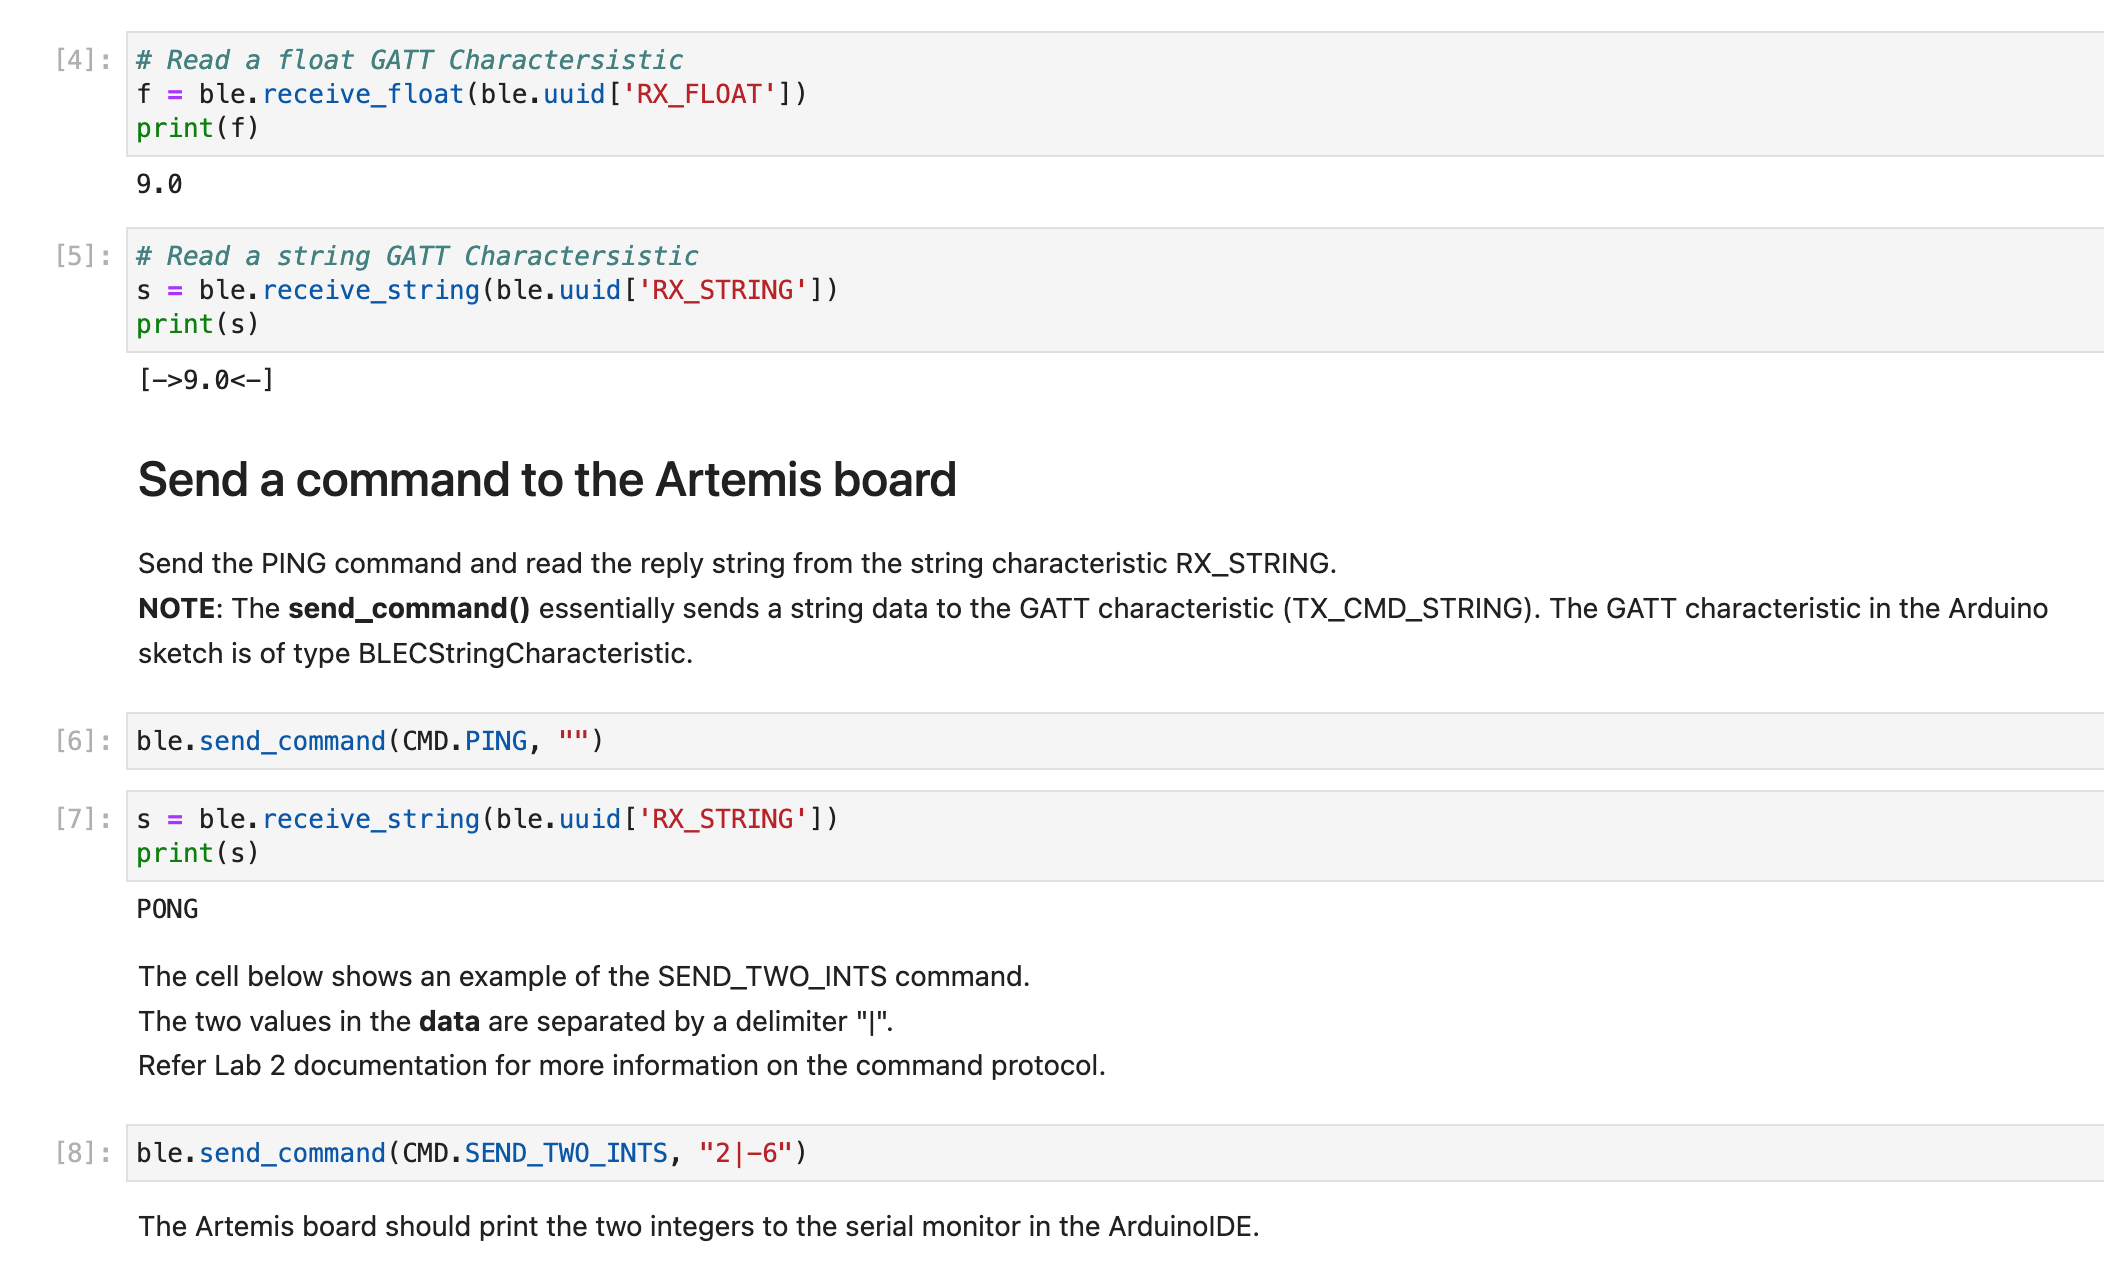 [4]: # Read a float GATT Charactersistic
f = ble.receive_float(ble.uuid['RX_FLOAT'])
print(f)
9.0
[5]: # Read a string GATT Charactersistic
s = ble.receive_string(ble.uuid['RX_STRING'])
print(s)
[->9.0<-]
Send a command to the Artemis board
Send the PING command and read the reply string from the string characteristic RX_STRING.
NOTE: The send_command() essentially sends a string data to the GATT characteristic (TX_CMD_STRING). The GATT characteristic in the Arduino
sketch is of type BLECStringCharacteristic.
[6]: ble.send_command(CMD.PING, "")
[7]: s = ble.receive_string(ble.uuid['RX_STRING'])
print(s)
PONG
The cell below shows an example of the SEND_TWO_INTS command.
The two values in the data are separated by a delimiter "|".
Refer Lab 2 documentation for more information on the command protocol.
[8]: ble.send_command(CMD.SEND_TWO_INTS, "2|-6")
The Artemis board should print the two integers to the serial monitor in the ArduinoIDE.